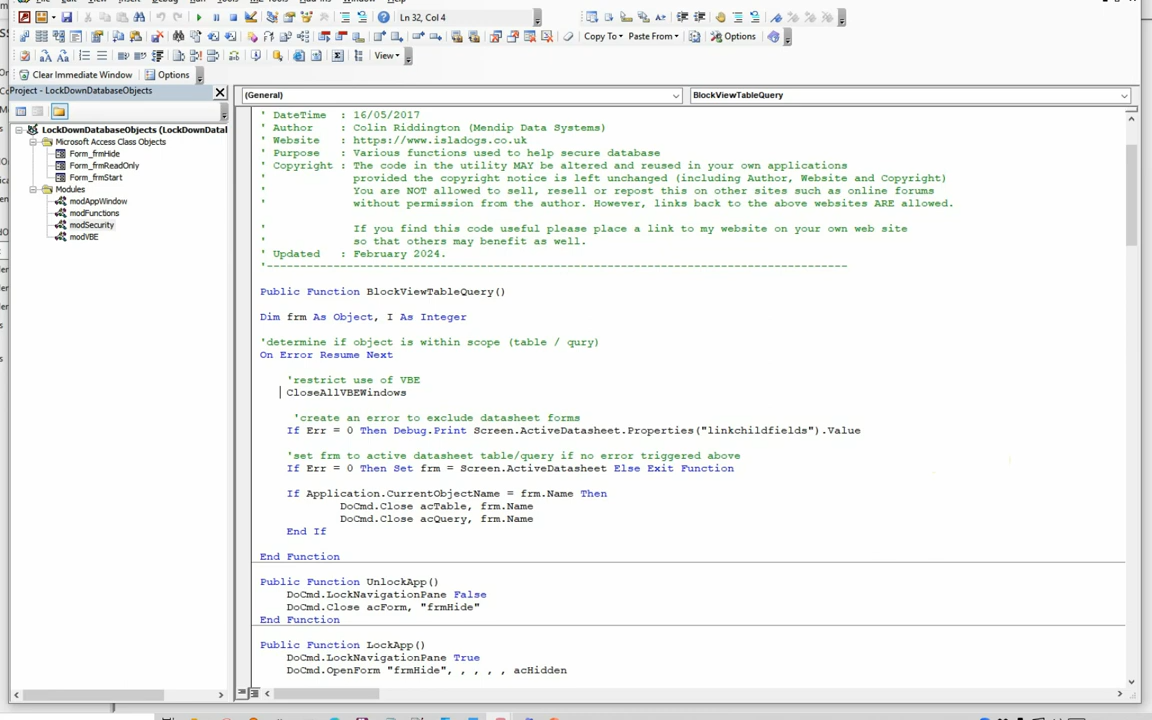 Ln 32, Col 4
Copy To
Paste From
Options
View
Clear Immediate Window
Options
Project - LockDownDatabaseObjects
(General)
BlockViewTableQuery
LockDownDatabaseObjects (LockDownDatal
Microsoft Access Class Objects
Form_frmHide
Form_frmReadOnly
Form_frmStart
Modules
modAppWindow
modFunctions
modSecurity
modVBE
' DateTime : 16/05/2017
' Author : Colin Riddington (Mendip Data Systems)
' Website : https://www.isladogs.co.uk
' Purpose : Various functions used to help secure database
' Copyright : The code in the utility MAY be altered and reused in your own applications
' provided the copyright notice is left unchanged (including Author, Website and Copyright)
' You are NOT allowed to sell, resell or repost this on other sites such as online forums
' without permission from the author. However, links back to the above websites ARE allowed.
'
' If you find this code useful please place a link to my website on your own web site
' so that others may benefit as well.
' Updated : February 2024.
'---------------------------------------------------------------------------------------
Public Function BlockViewTableQuery()
Dim frm As Object, I As Integer
'determine if object is within scope (table / qury)
On Error Resume Next
'restrict use of VBE
CloseAllVBEWindows
'create an error to exclude datasheet forms
If Err = 0 Then Debug.Print Screen.ActiveDatasheet.Properties("linkchildfields").Value
'set frm to active datasheet table/query if no error triggered above
If Err = 0 Then Set frm = Screen.ActiveDatasheet Else Exit Function
If Application.CurrentObjectName = frm.Name Then
DoCmd.Close acTable, frm.Name
DoCmd.Close acQuery, frm.Name
End If
End Function
Public Function UnlockApp()
DoCmd.LockNavigationPane False
DoCmd.Close acForm, "frmHide"
End Function
Public Function LockApp()
DoCmd.LockNavigationPane True
DoCmd.OpenForm "frmHide", , , , , acHidden